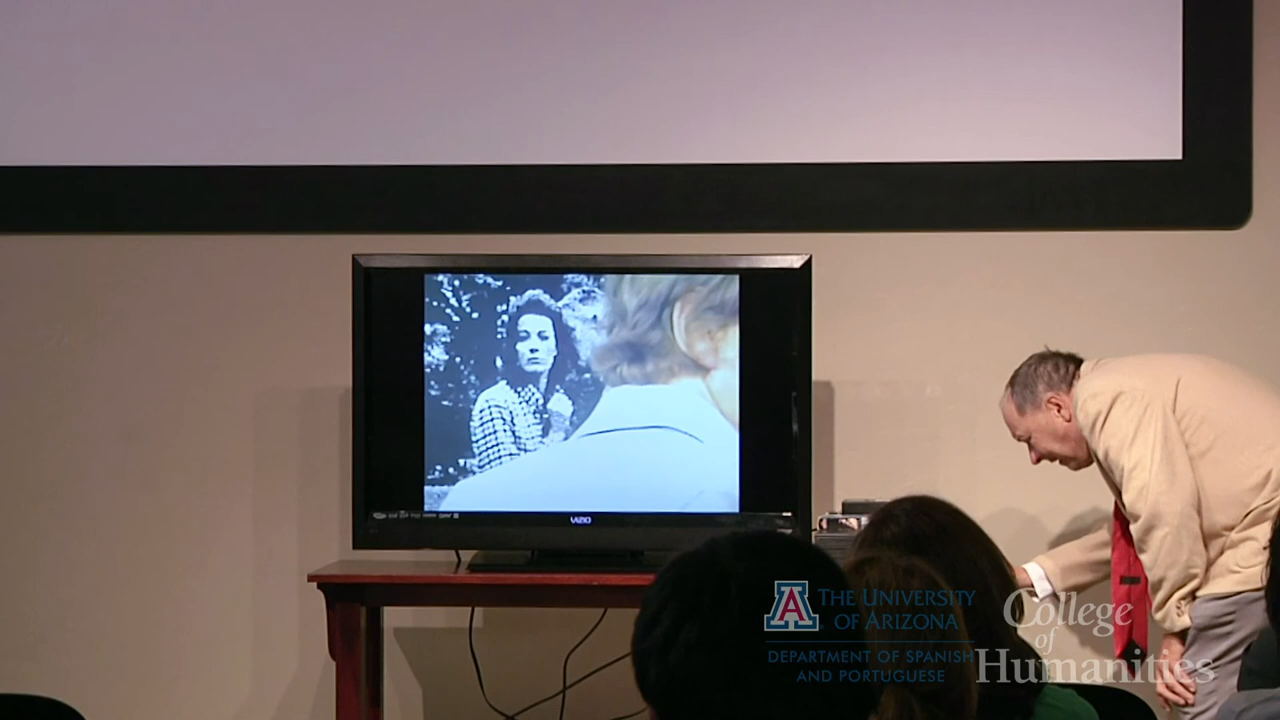 VIZIO
A THE UNIVERSITY
OF ARIZONA
DEPARTMENT OF SPANISH
AND PORTUGUESE
College
of
Humanities